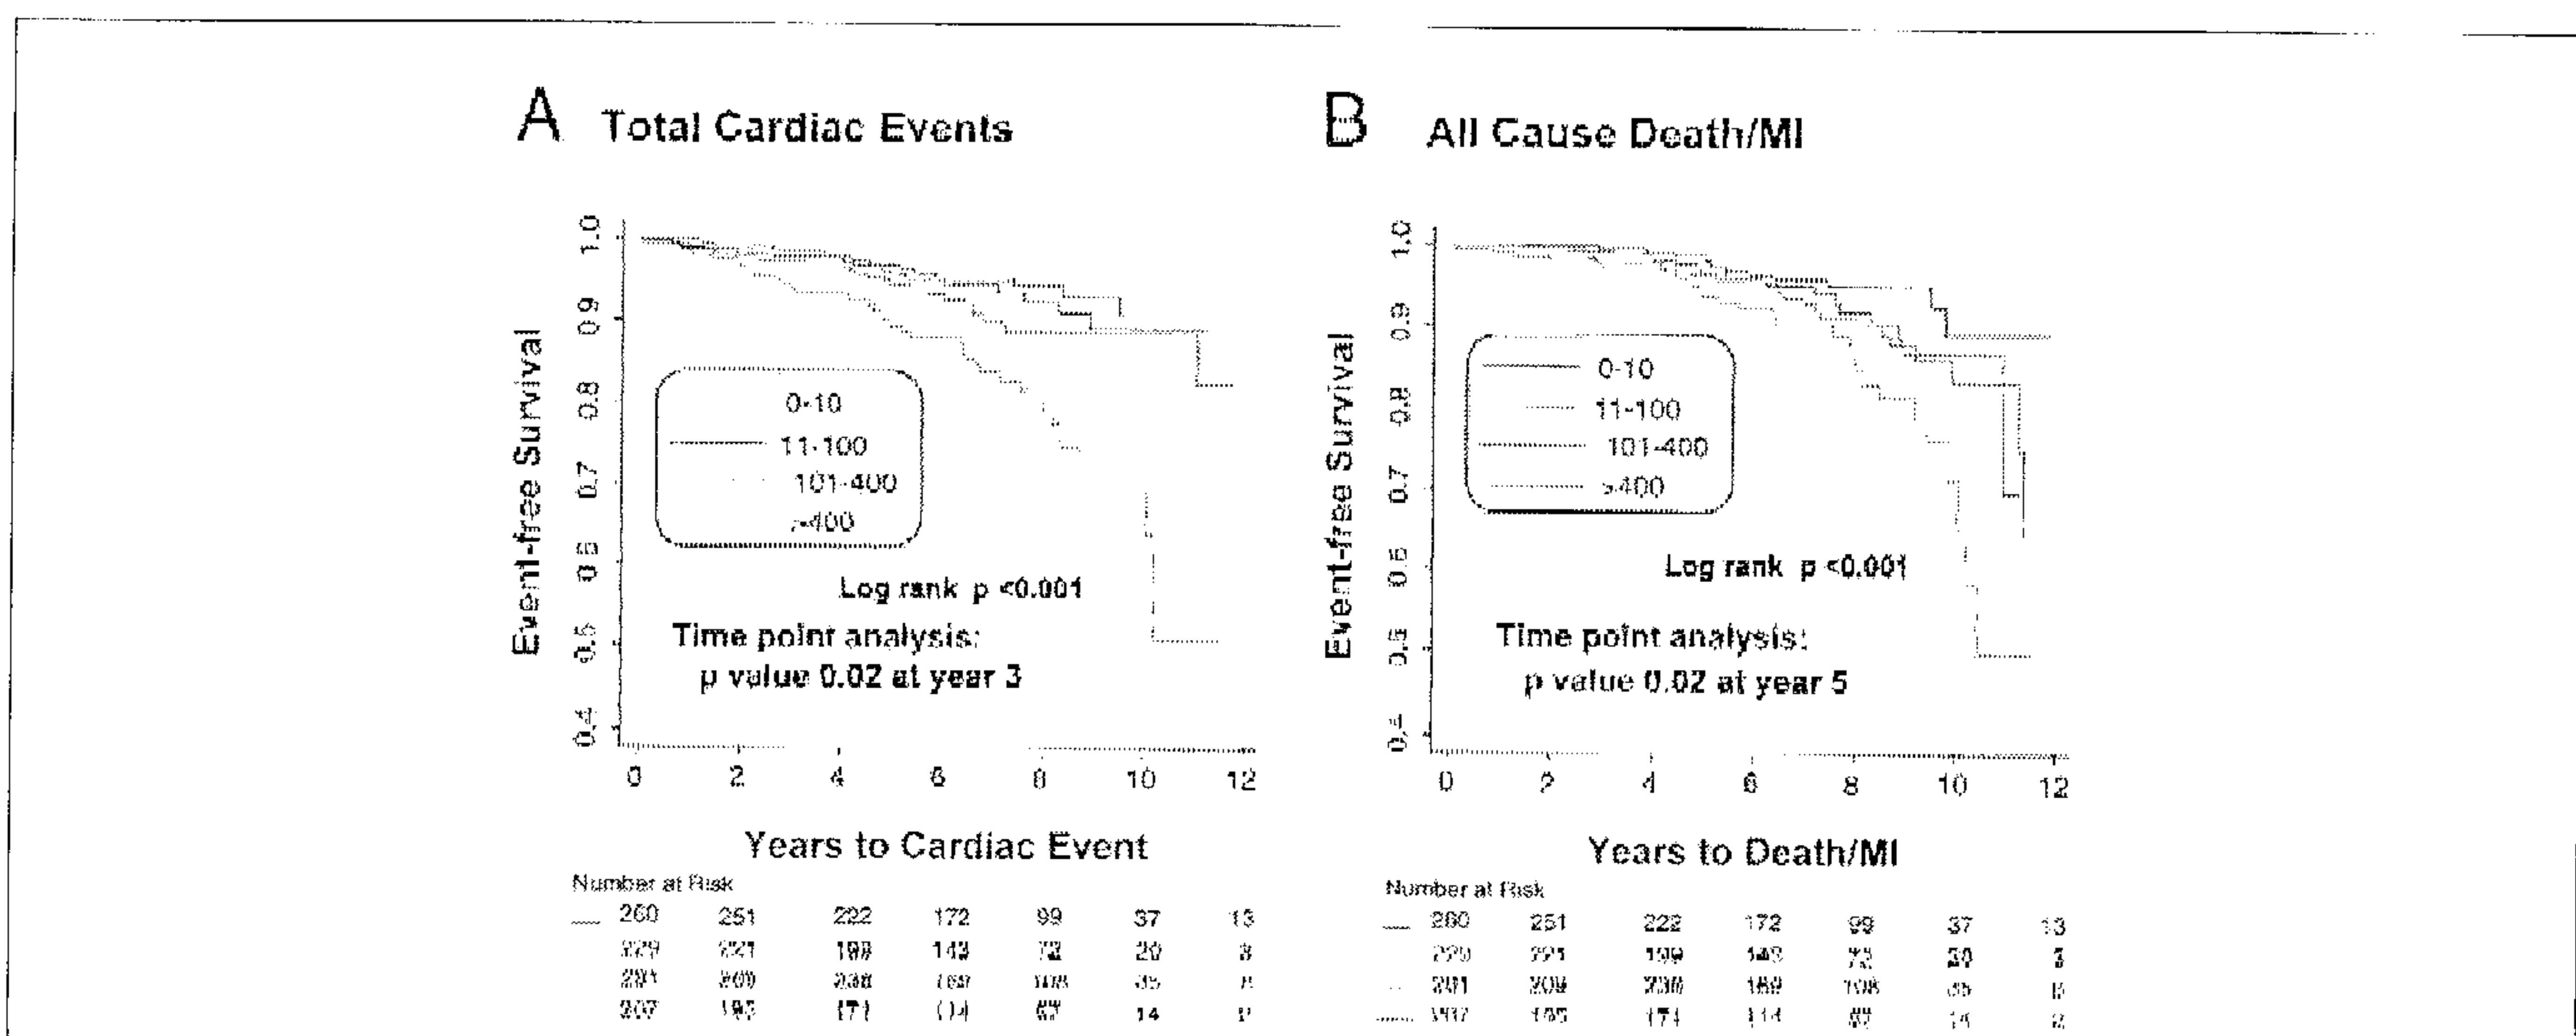 A Total Cardiac Events
Event-free Survival
1.0
0.9
0.8
0.7
0.6
0.5
0.4
0-10
11-100
101-400
>400
Log rank p <0.001
Time point analysis:
p value 0.02 at year 3
0 2 4 6 8 10 12
Years to Cardiac Event
Number at Risk
260 251 222 172 99 37 13
221 143 72 20
14
B All Cause Death/MI
Event-free Survival
1.0
0.9
0.8
0.7
0.6
0.5
0.4
0-10
11-100
101-400
>400
Log rank p <0.001
Time point analysis:
p value 0.02 at year 5
0 2 4 6 8 10 12
Years to Death/MI
Number at Risk
260 251 222 172 99 37 13